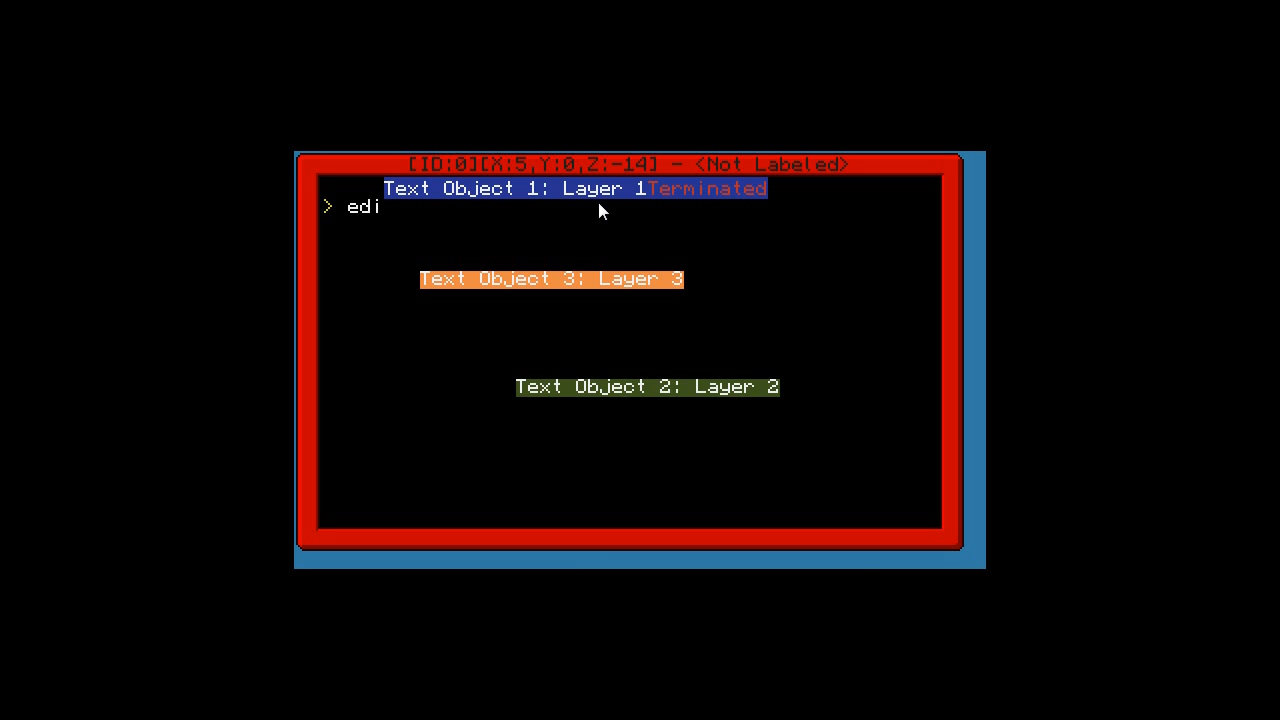 [ID:0][X:5,Y:0,Z:-14] - <Not Labeled>
Text Object 1: Layer 1Terminated
> edi
Text Object 3: Layer 3
Text Object 2: Layer 2